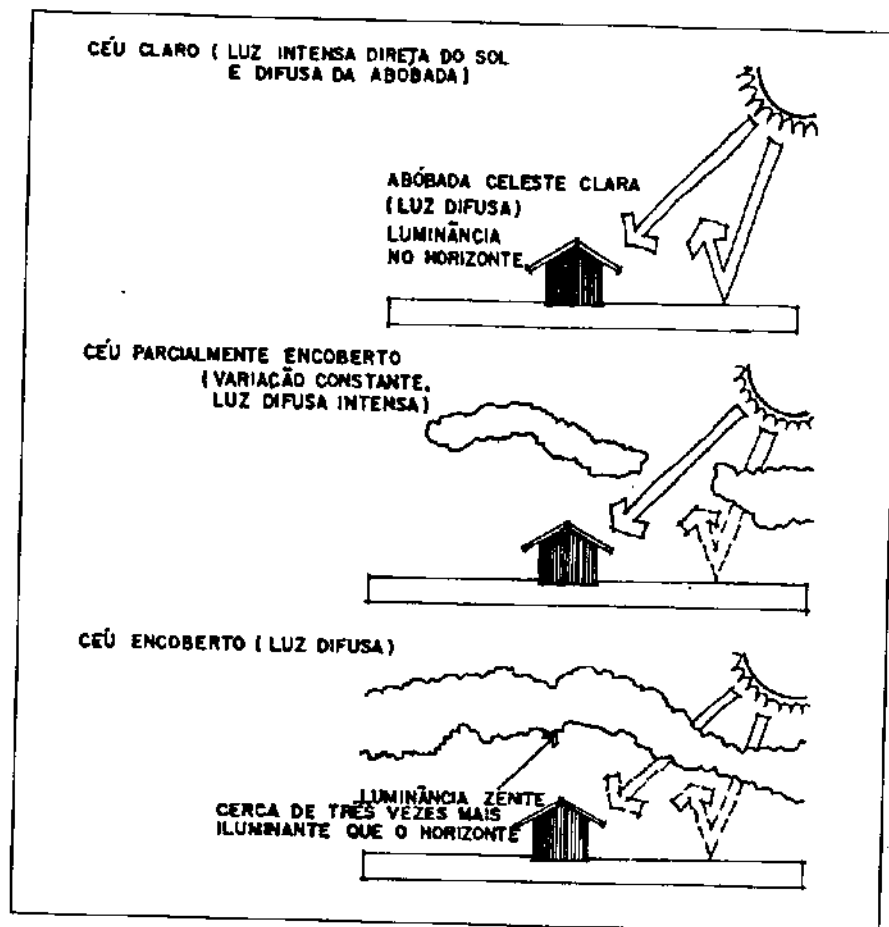 CÉU CLARO ( LUZ INTENSA DIRETA DO SOL
E DIFUSA DA ABOBADA )
ABÓBADA CELESTE CLARA
( LUZ DIFUSA )
LUMINÂNCIA
NO HORIZONTE.
CÉU PARCIALMENTE ENCOBERTO
( VARIAÇÃO CONSTANTE.
LUZ DIFUSA INTENSA )
CÉU ENCOBERTO ( LUZ DIFUSA )
LUMINÂNCIA ZENITE
CERCA DE TRÊS VEZES MAIS
ILUMINANTE QUE O HORIZONTE